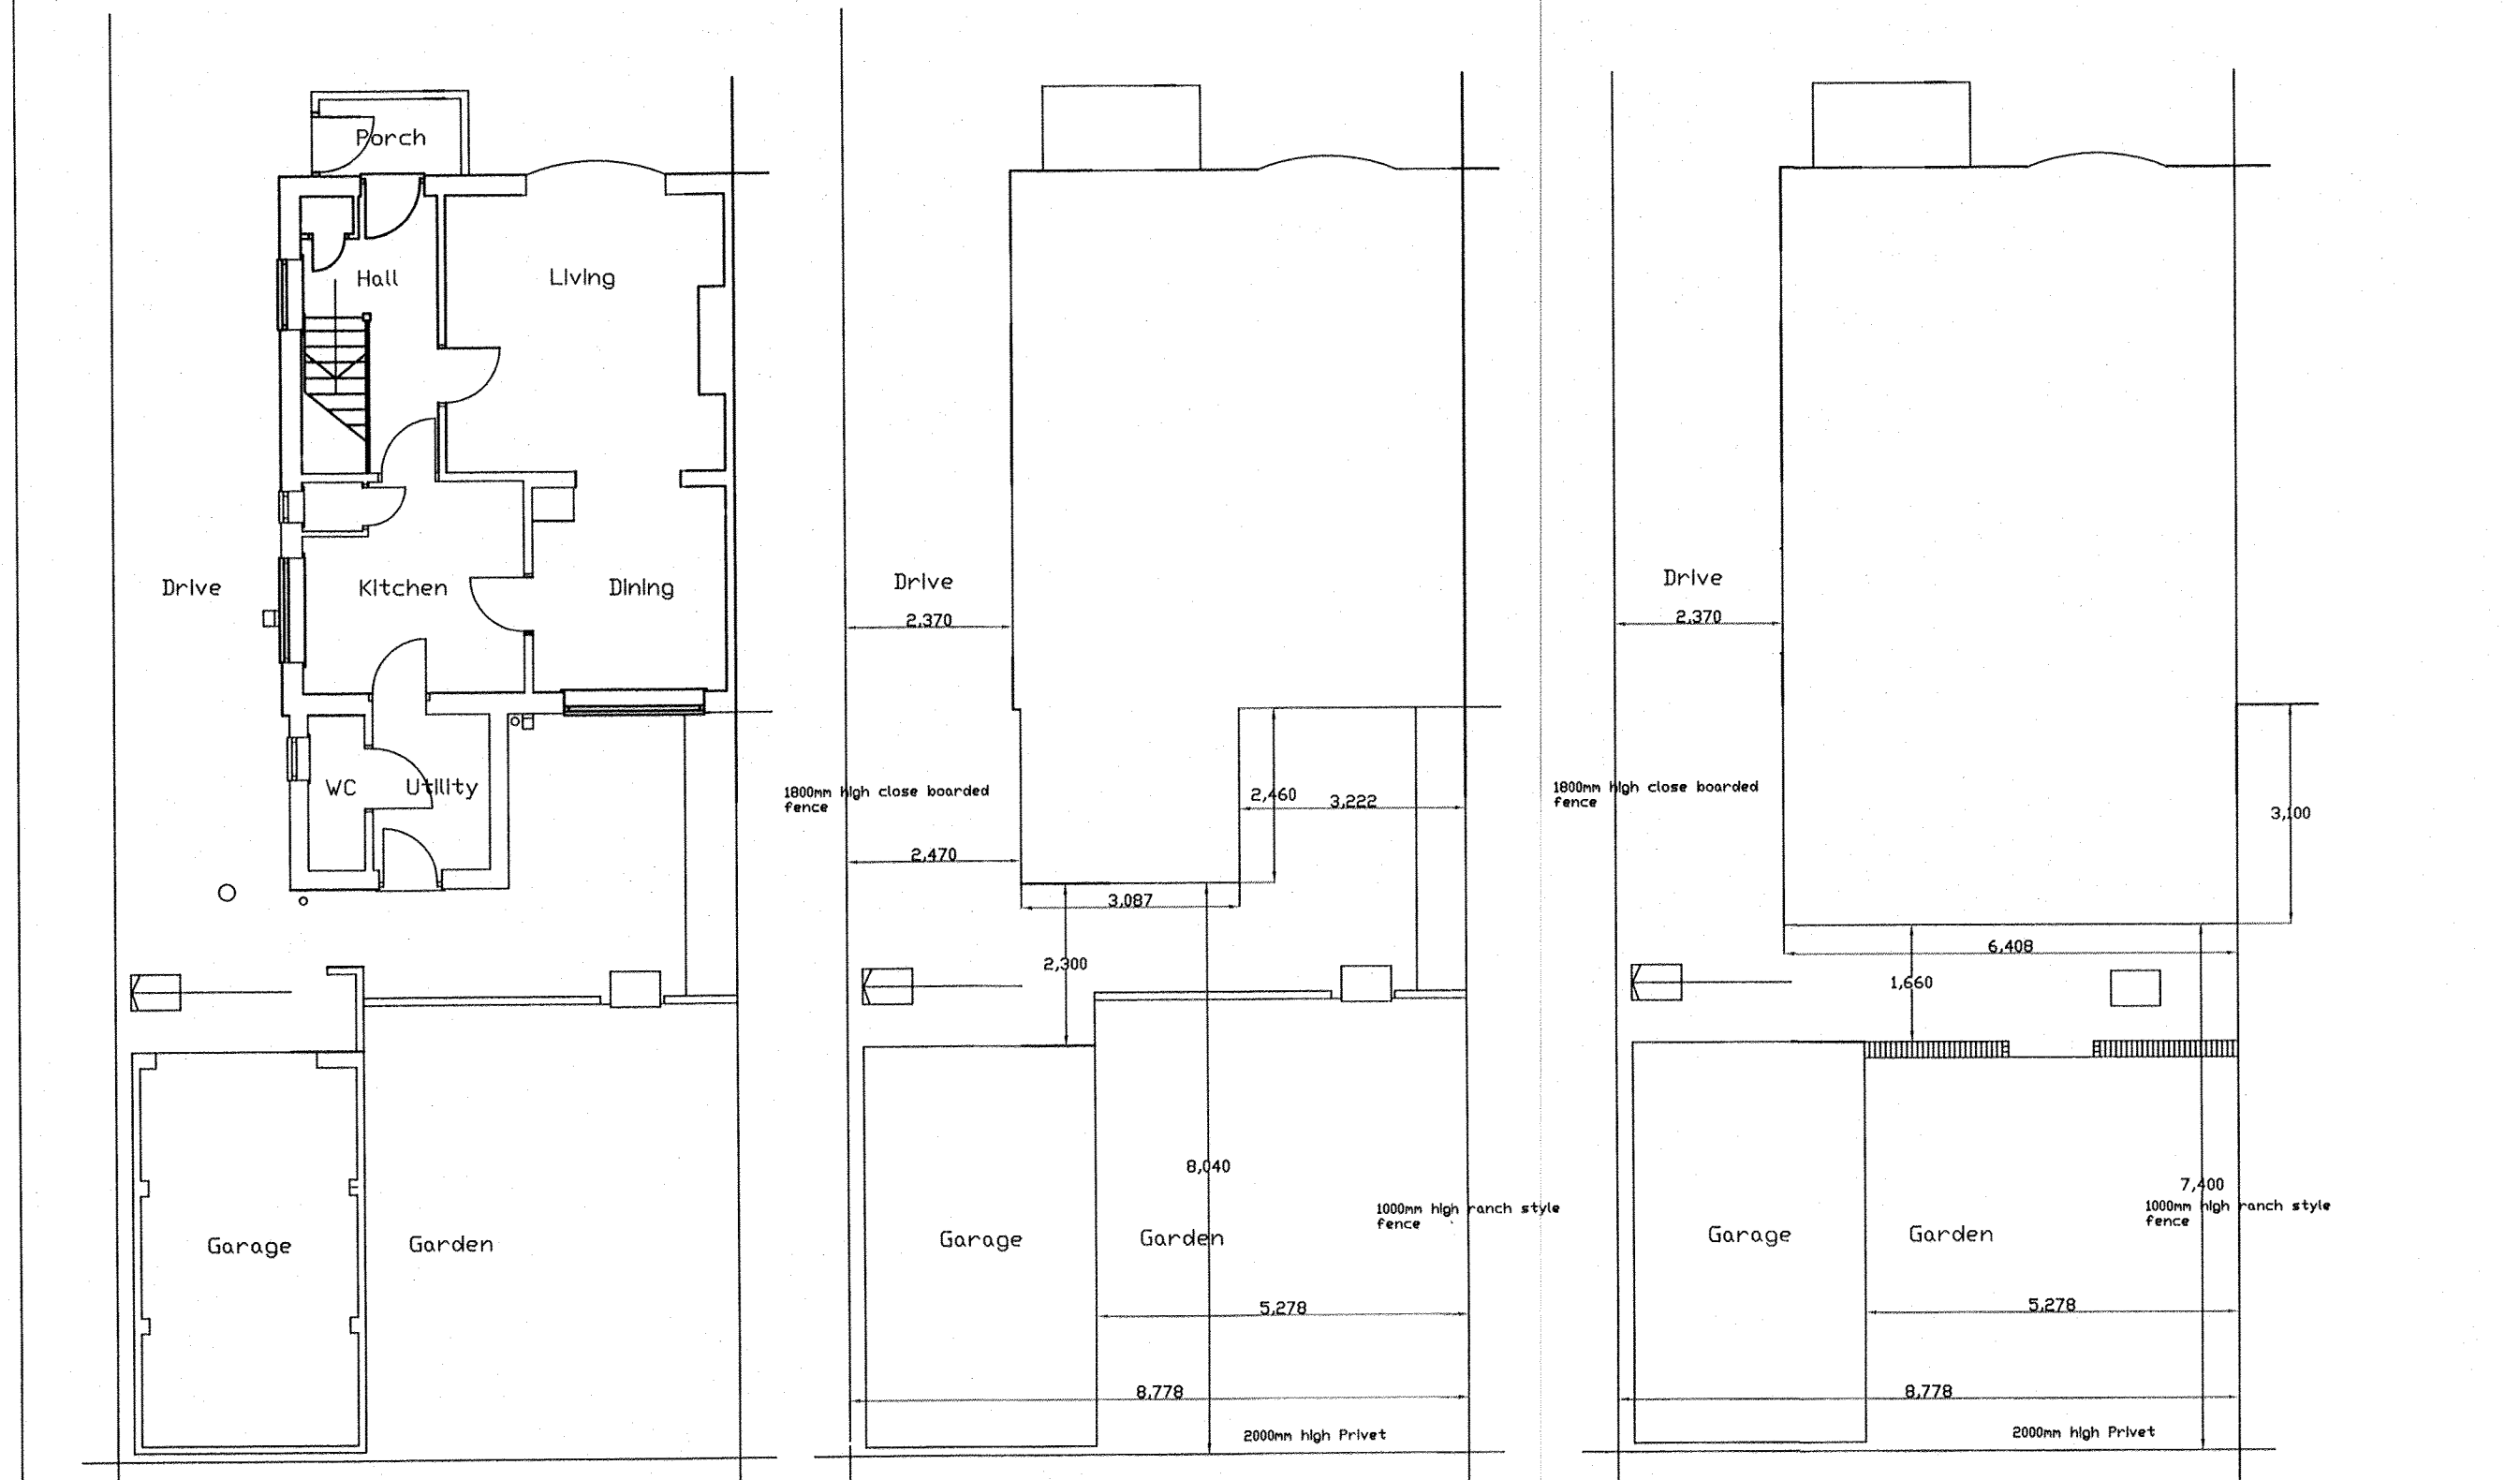 Porch
Hall
Living
Drive
Kitchen
Dining
WC
Utility
Garage
Garden
Drive
2,370
1800mm high close boarded
fence
2,460
3,222
2,470
3,087
2,300
8,040
1000mm high ranch style
fence
Garage
Garden
5,278
8,778
2000mm high Privet
Drive
2,370
1800mm high close boarded
fence
3,100
6,408
1,660
7,400
1000mm high ranch style
fence
Garage
Garden
5,278
8,778
2000mm high Privet